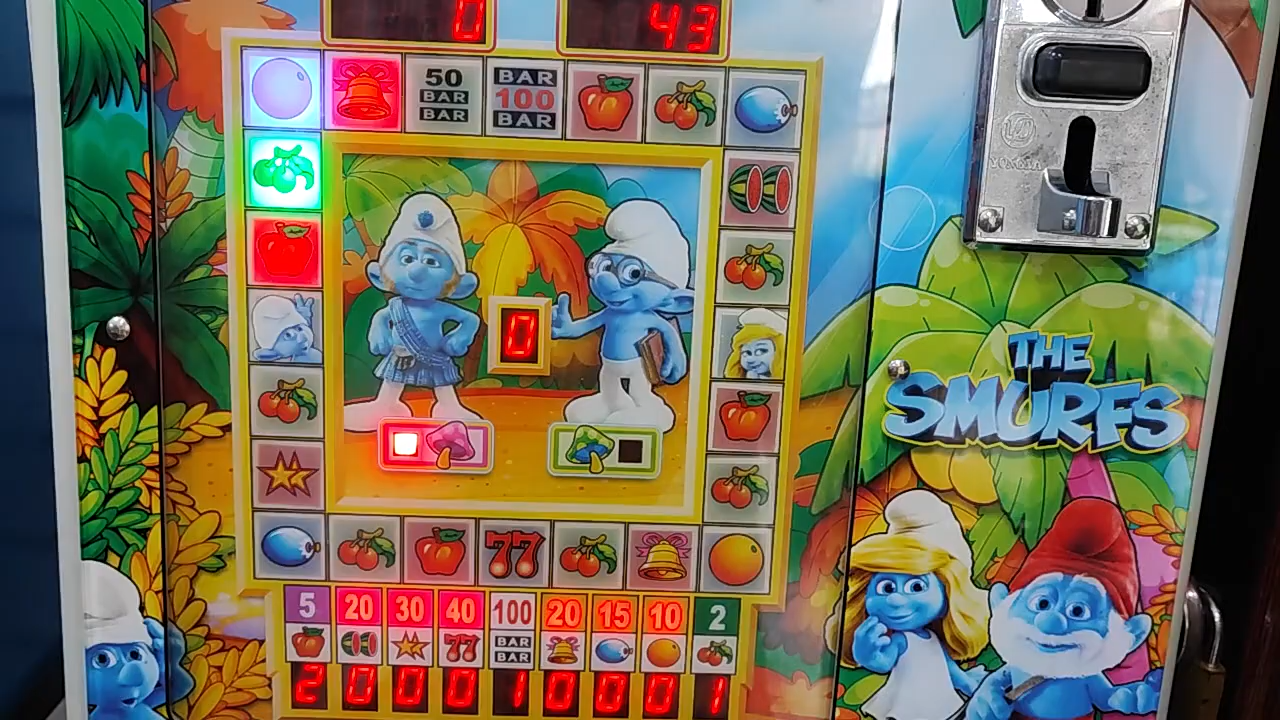 0 43
50 BAR BAR
BAR 100 BAR
0
77
THE
SMURFS
5 20 30 40 100 20 15 10 2
77 BAR BAR
2 0 0 0 1 0 0 0 1